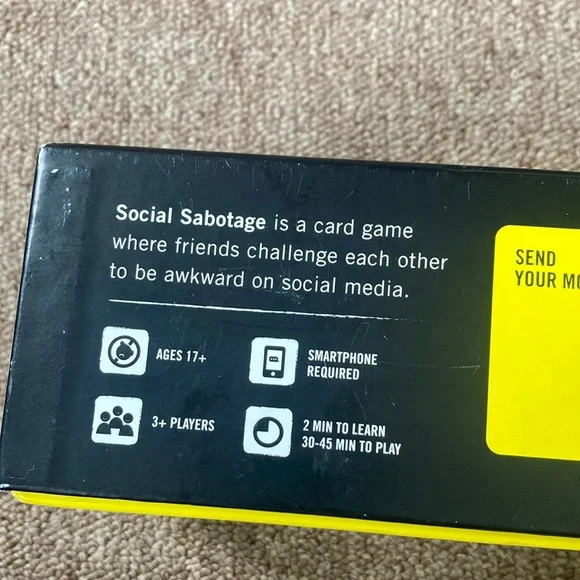 Social Sabotage is a card game
where friends challenge each other
to be awkward on social media.
AGES 17+
SMARTPHONE
REQUIRED
3+ PLAYERS
2 MIN TO LEARN
30-45 MIN TO PLAY
SEND
YOUR